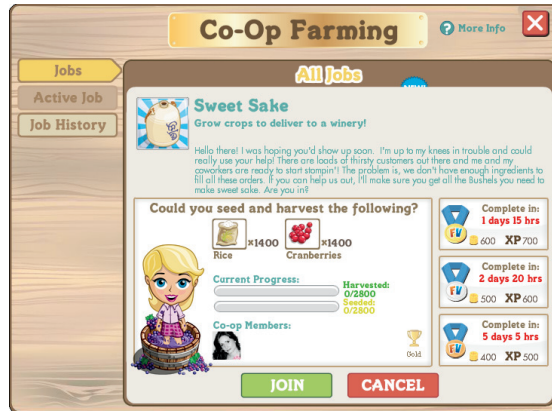 Co-Op Farming
? More Info
Jobs
Active Job
Job History
All Jobs
Sweet Sake
Grow crops to deliver to a winery!
Hello there! I was hoping you'd show up soon. I'm up to my knees in trouble and could
really use your help! There are loads of thirsty customers out there and me and my
coworkers are ready to start stompin'! The problem is, we don't have enough ingredients to
fill all these orders. If you can help us out, I'll make sure you get all the Bushels you need to
make sweet sake. Are you in?
Could you seed and harvest the following?
×1400 ×1400
Rice Cranberries
Current Progress:
Harvested:
0/2800
Seeded:
0/2800
Co-op Members:
Gold
Complete in:
1 days 15 hrs
FV
600 XP 700
Complete in:
2 days 20 hrs
FV
500 XP 600
Complete in:
5 days 5 hrs
FV
400 XP 500
JOIN CANCEL